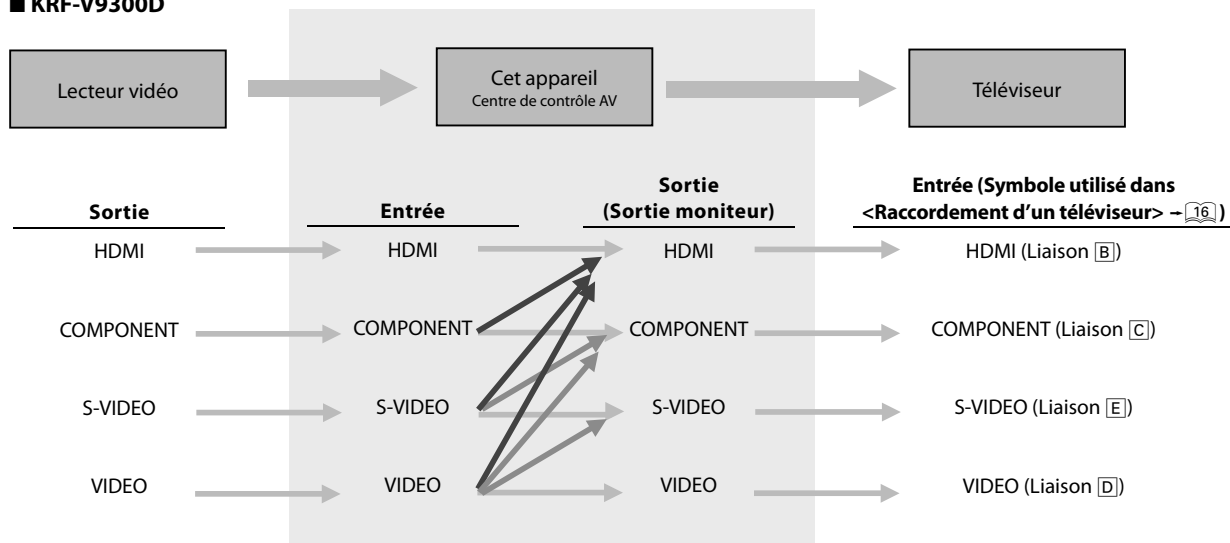 ■ KRF-V9300D
Lecteur vidéo
Cet appareil
Centre de contrôle AV
Téléviseur
Sortie
Entrée
Sortie
(Sortie moniteur)
Entrée (Symbole utilisé dans
<Raccordement d'un téléviseur> → 16 )
HDMI
HDMI
HDMI
HDMI (Liaison B)
COMPONENT
COMPONENT
COMPONENT
COMPONENT (Liaison C)
S-VIDEO
S-VIDEO
S-VIDEO
S-VIDEO (Liaison E)
VIDEO
VIDEO
VIDEO
VIDEO (Liaison D)